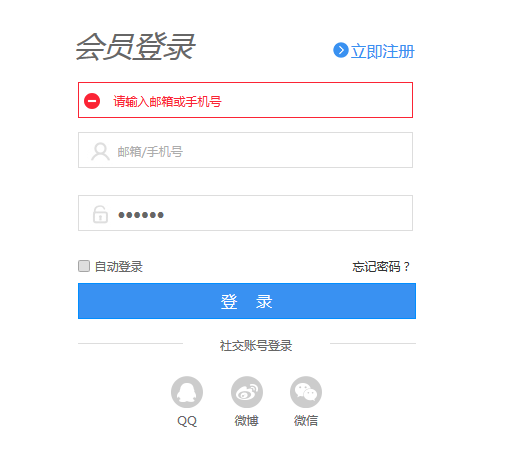 会员登录
立即注册
请输入邮箱或手机号
邮箱/手机号
••••••
自动登录 忘记密码？
登 录
社交账号登录
QQ 微博 微信